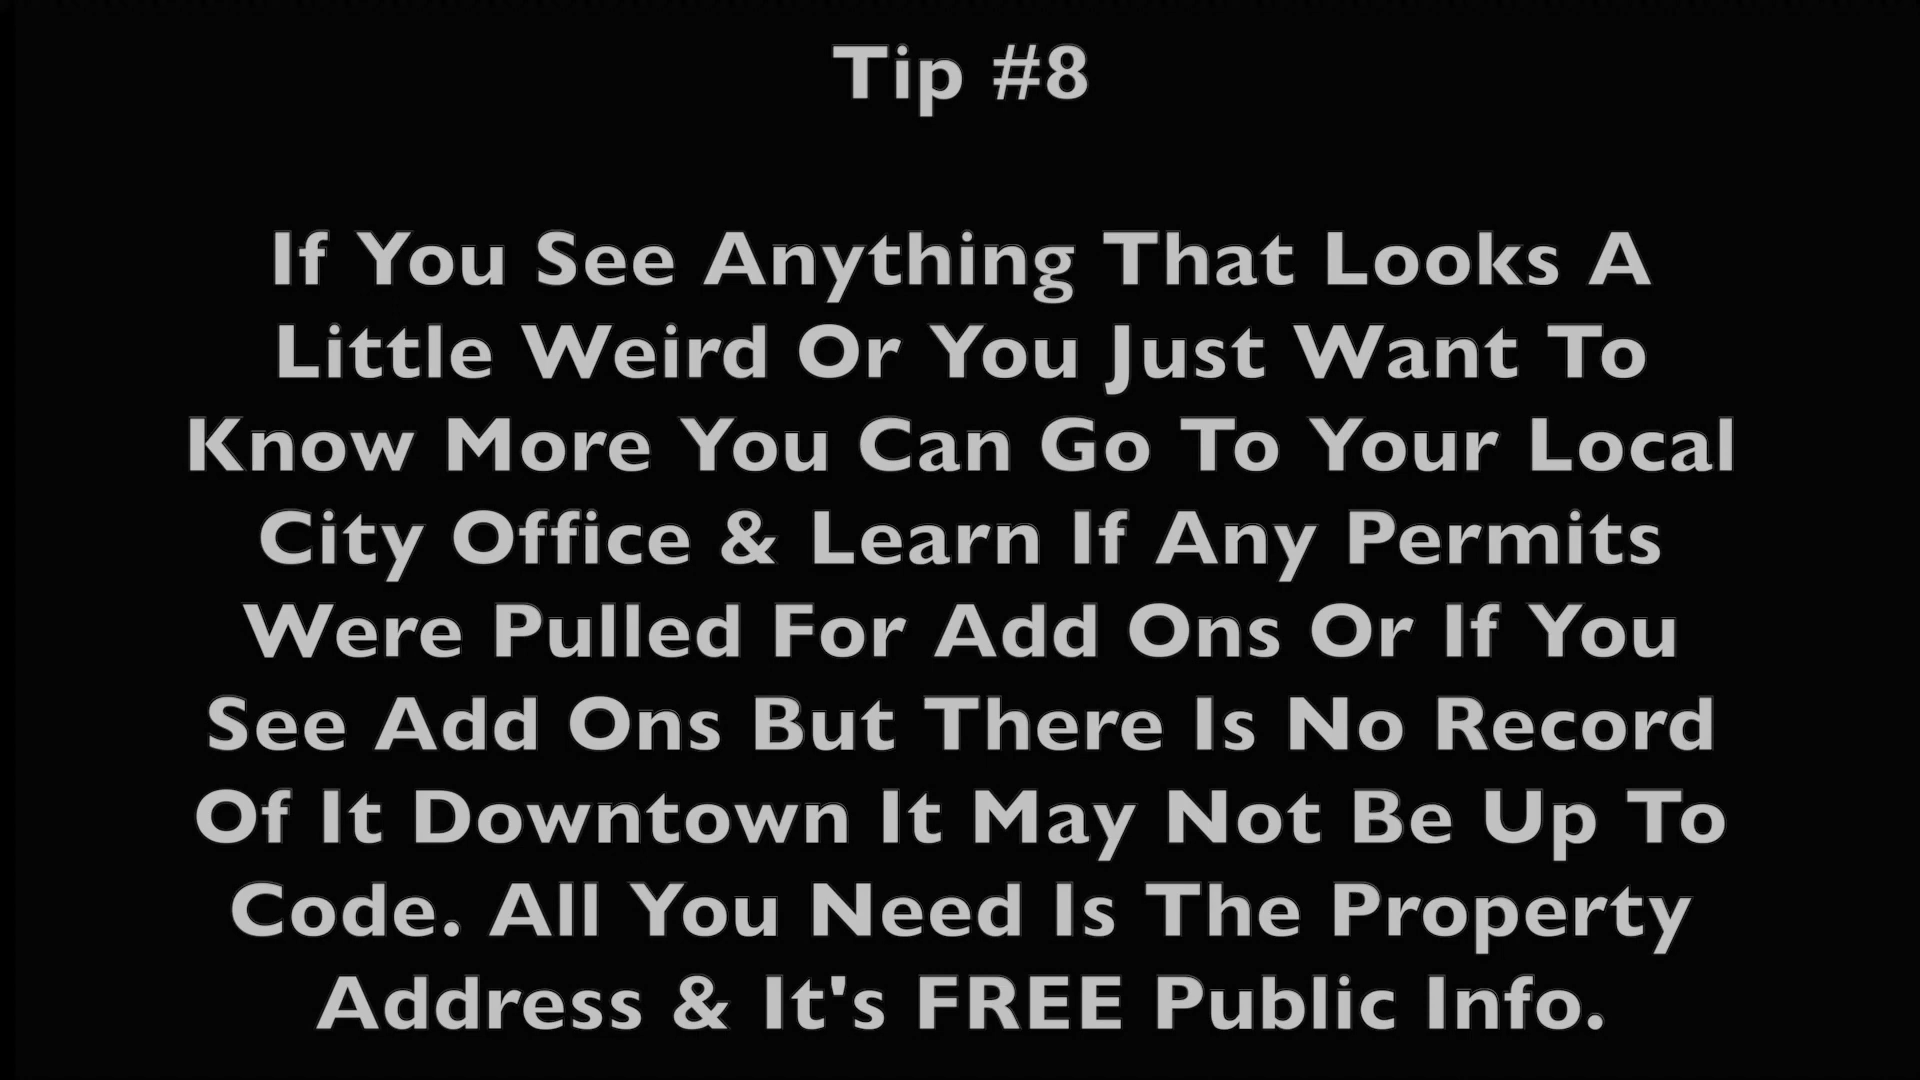 Tip #8
If You See Anything That Looks A
Little Weird Or You Just Want To
Know More You Can Go To Your Local
City Office & Learn If Any Permits
Were Pulled For Add Ons Or If You
See Add Ons But There Is No Record
Of It Downtown It May Not Be Up To
Code. All You Need Is The Property
Address & It's FREE Public Info.